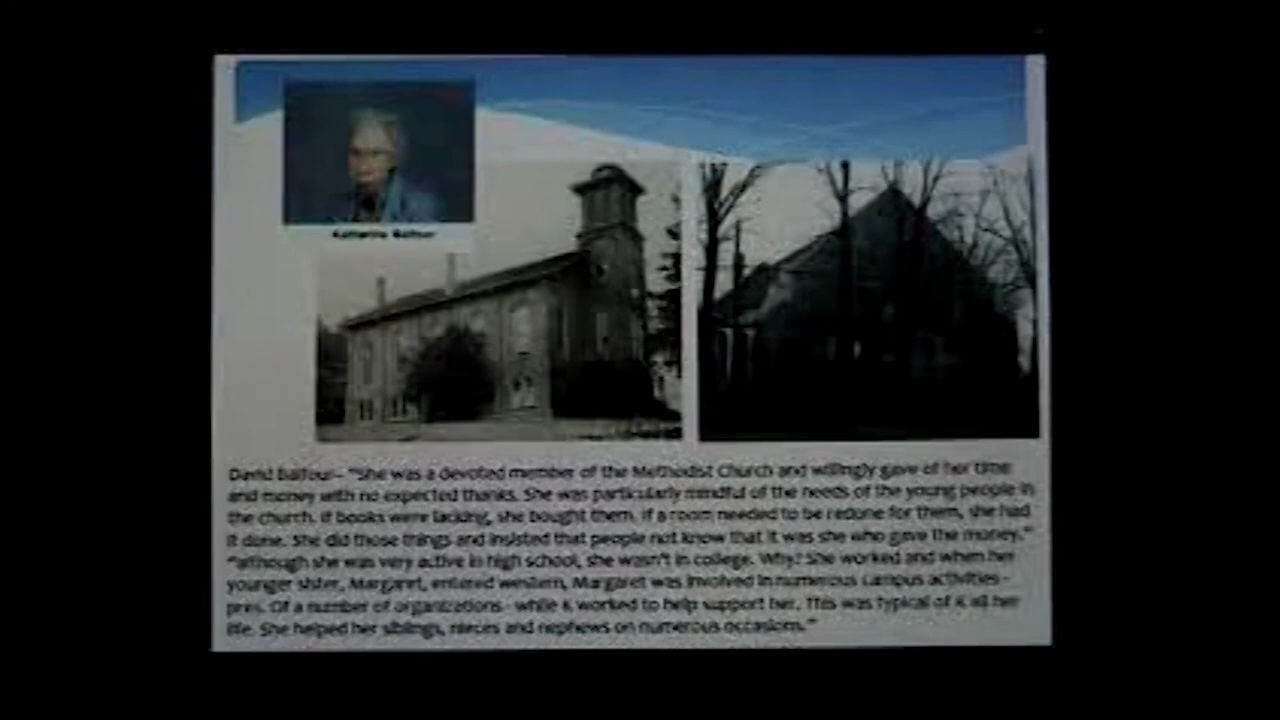 Katharine Balfour
David Balfour- "She was a devoted member of the Methodist Church and willingly gave of her time
and money with no expected thanks. She was particularly mindful of the needs of the young people in
the church. If books were lacking, she bought them. If a room needed to be redone for them, she had
it done. She did those things and insisted that people not know that it was she who gave the money."
"although she was very active in high school, she wasn't in college. Why? She worked and when her
younger sister, Margaret, entered western, Margaret was involved in numerous campus activities-
pres. Of a number of organizations- while K worked to help support her. This was typical of K all her
life. She helped her siblings, nieces and nephews on numerous occasions."